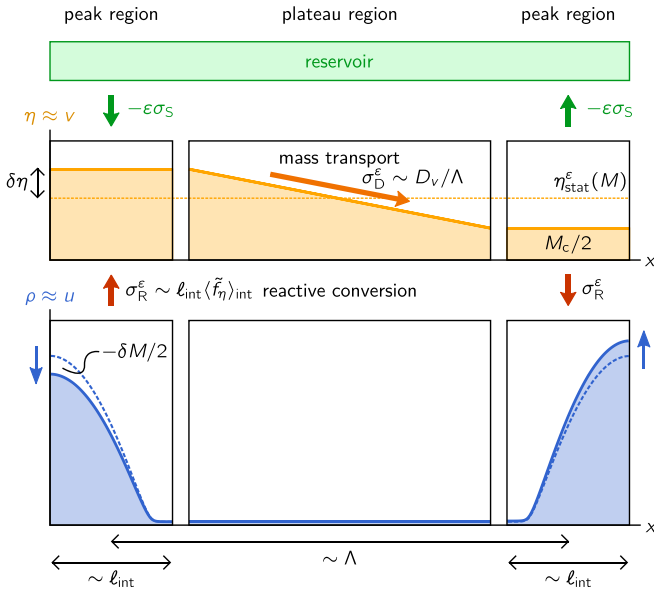 peak region plateau region peak region
reservoir
−εσ_S −εσ_S
η ≈ v
mass transport
δη σ_D^ε ∼ D_v/Λ η_stat^ε(M)
M_c/2
x
σ_R^ε ∼ ℓ_int⟨f̃_η⟩_int reactive conversion σ_R^ε
ρ ≈ u
−δM/2
x
∼ Λ
∼ ℓ_int ∼ ℓ_int